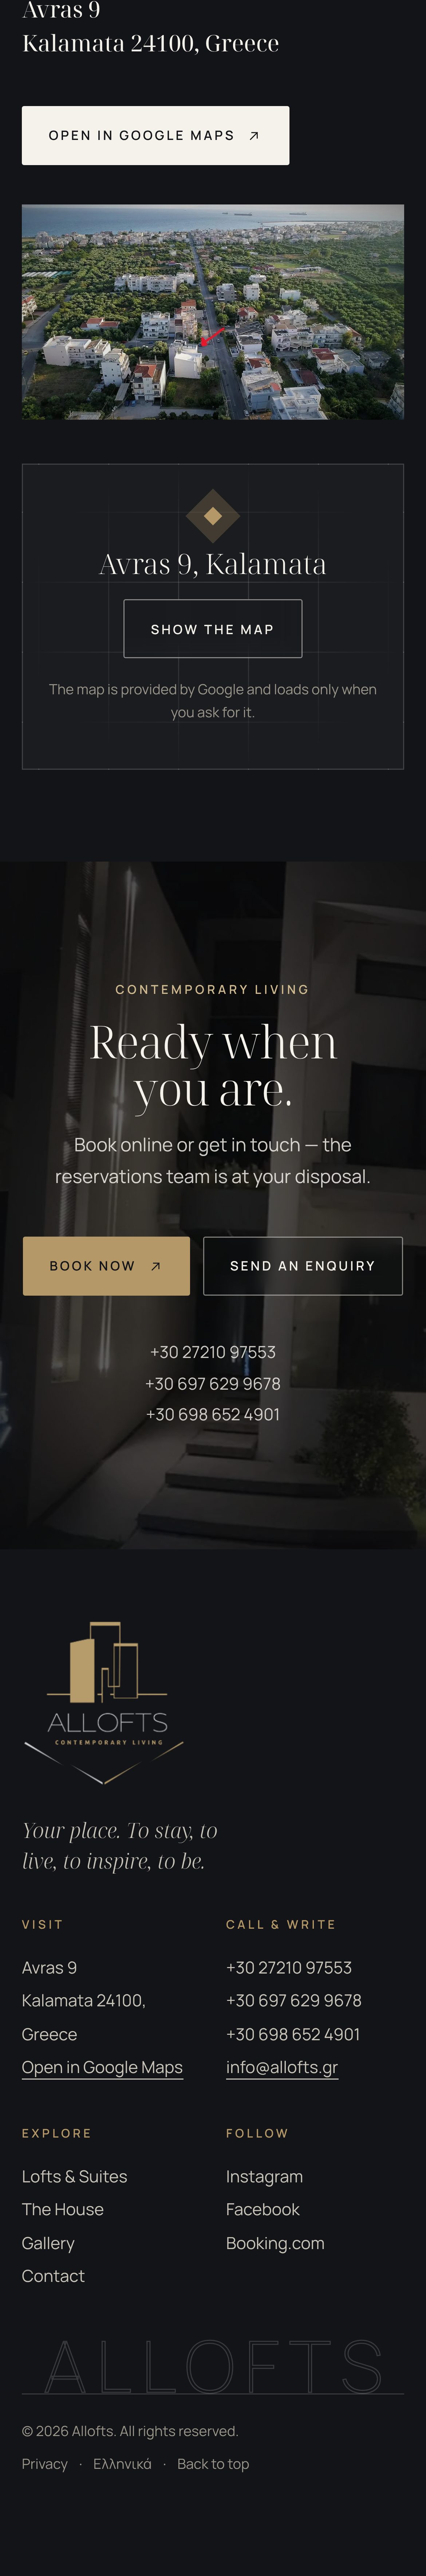 Avras 9
Kalamata 24100, Greece
OPEN IN GOOGLE MAPS
Avras 9, Kalamata
SHOW THE MAP
The map is provided by Google and loads only when
you ask for it.
CONTEMPORARY LIVING
Ready when
you are.
Book online or get in touch — the
reservations team is at your disposal.
BOOK NOW
SEND AN ENQUIRY
+30 27210 97553
+30 697 629 9678
+30 698 652 4901
ALLOFTS
CONTEMPORARY LIVING
Your place. To stay, to
live, to inspire, to be.
VISIT
Avras 9
Kalamata 24100,
Greece
Open in Google Maps
CALL & WRITE
+30 27210 97553
+30 697 629 9678
+30 698 652 4901
info@allofts.gr
EXPLORE
Lofts & Suites
The House
Gallery
Contact
FOLLOW
Instagram
Facebook
Booking.com
ALLOFTS
© 2026 Allofts. All rights reserved.
Privacy · Ελληνικά · Back to top